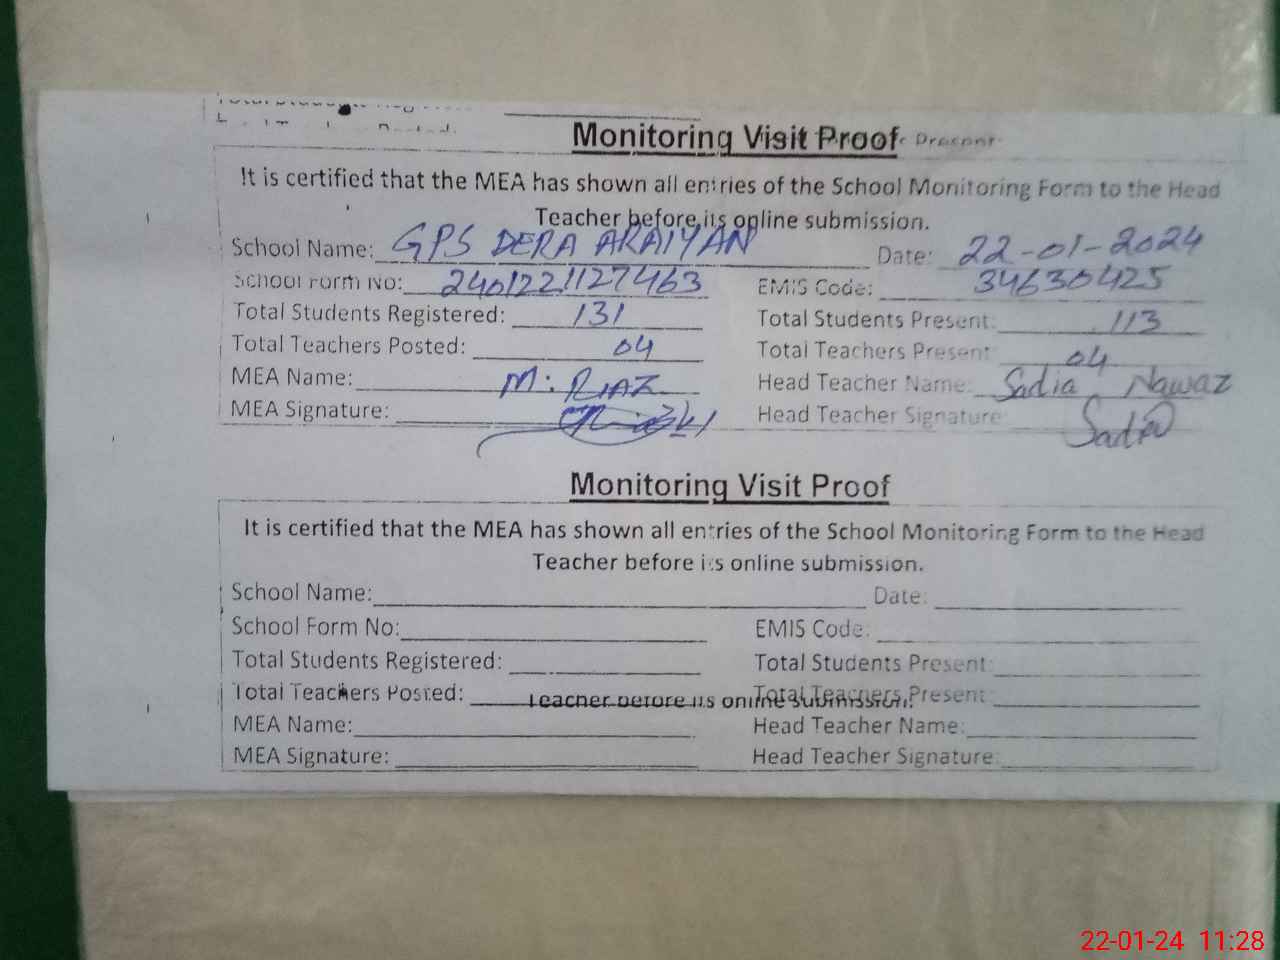 Monitoring Visit Proof Present
It is certified that the MEA has shown all entries of the School Monitoring Form to the Head
Teacher before its online submission.
School Name: GPS DERA ARAIYAN Date: 22-01-2024
School Form No: 2401221127463 EMIS Code: 34630425
Total Students Registered: 131 Total Students Present: 113
Total Teachers Posted: 04 Total Teachers Present: 04
MEA Name: M: RIAZ Head Teacher Name: Sadia Nawaz
MEA Signature: Head Teacher Signature: Sadia
Monitoring Visit Proof
It is certified that the MEA has shown all entries of the School Monitoring Form to the Head
Teacher before its online submission.
School Name: Date:
School Form No: EMIS Code:
Total Students Registered: Total Students Present:
Total Teachers Posted: Teacher before its online submission. Total Teachers Present:
MEA Name: Head Teacher Name:
MEA Signature: Head Teacher Signature:
22-01-24 11:28